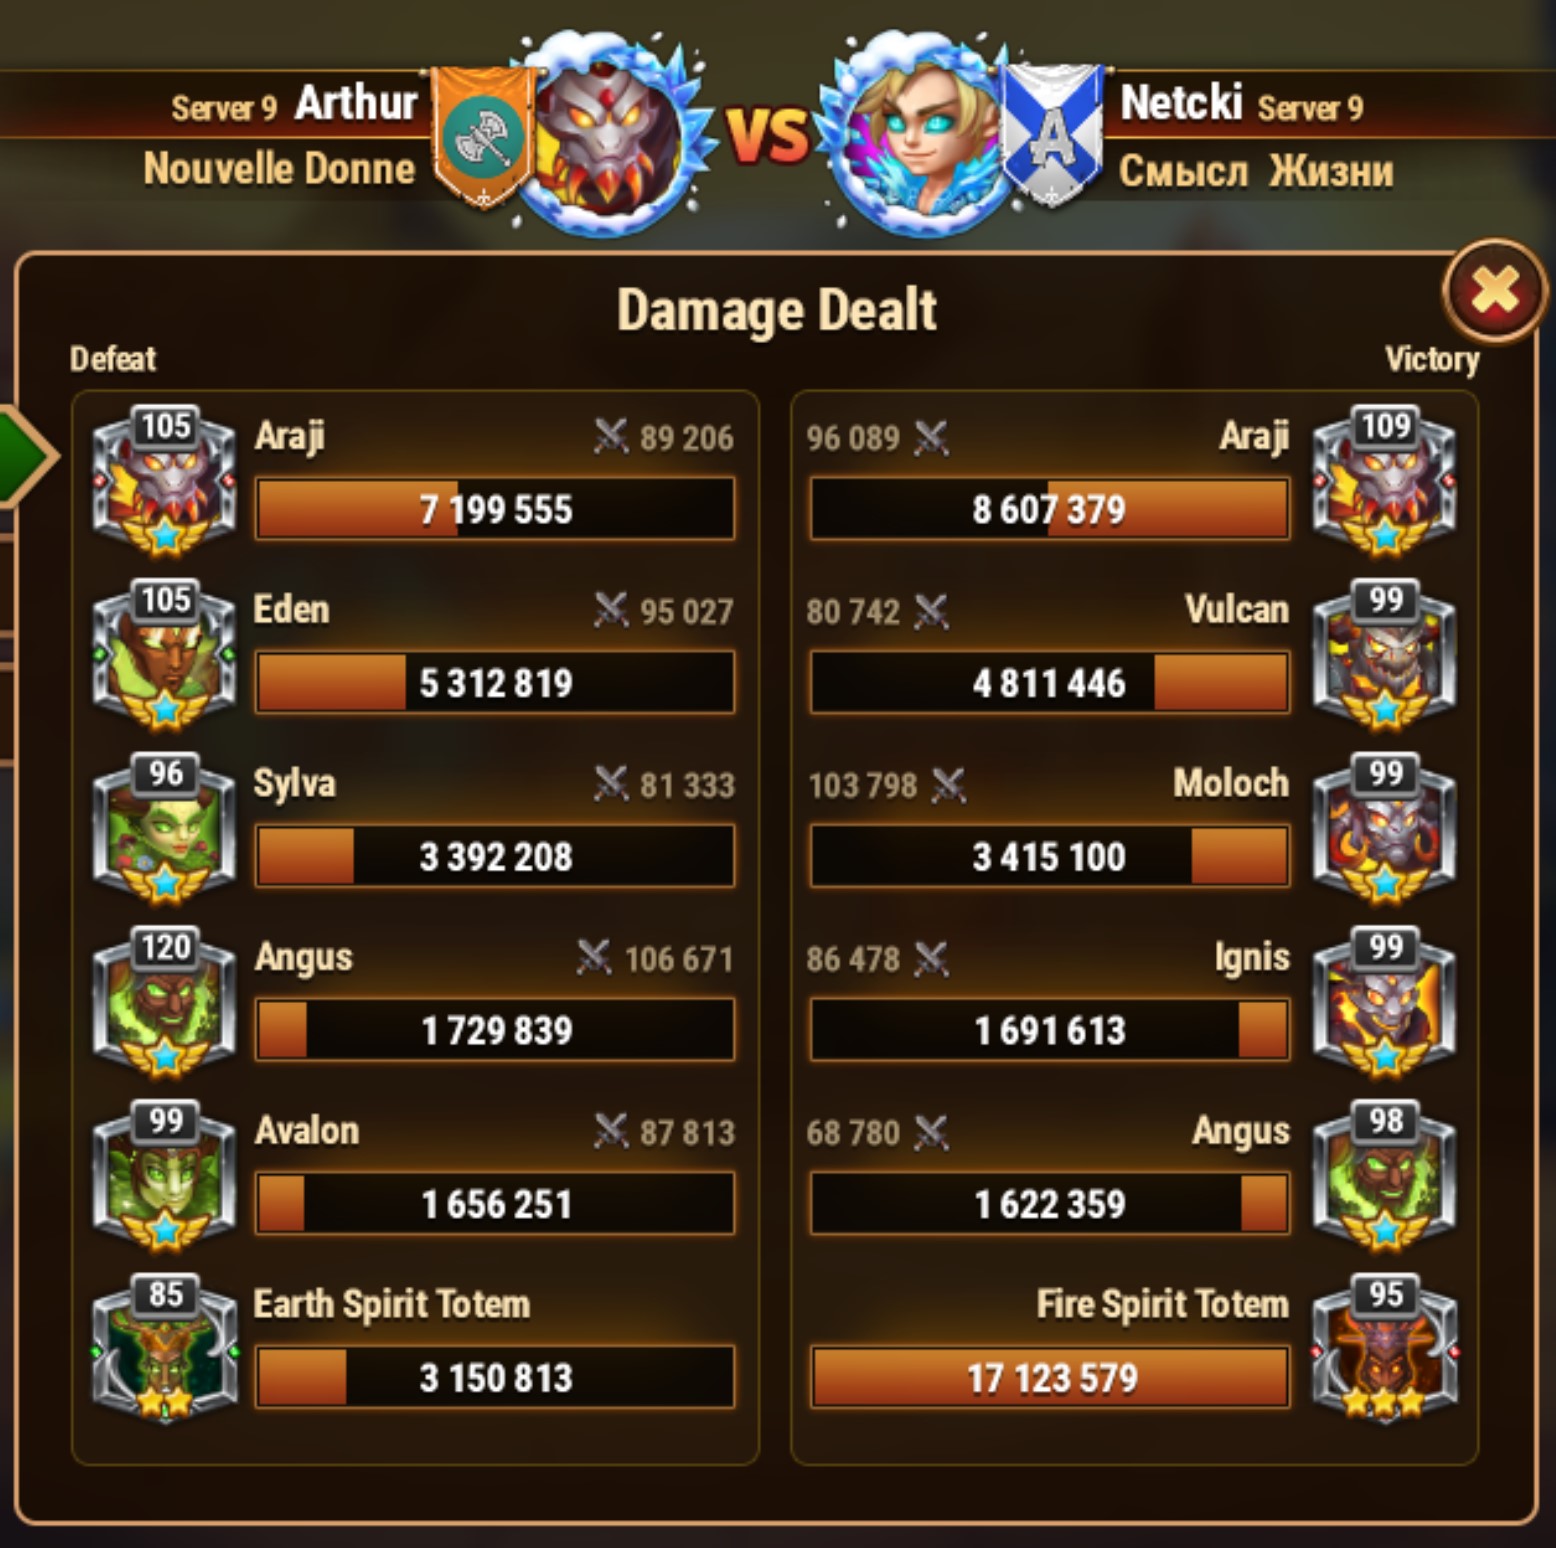 Server 9 Arthur VS Netcki Server 9
Nouvelle Donne A Смысл Жизни
Damage Dealt
Defeat Victory
105 Araji 89 206 96 089 Araji 109
7 199 555 8 607 379
105 Eden 95 027 80 742 Vulcan 99
5 312 819 4 811 446
96 Sylva 81 333 103 798 Moloch 99
3 392 208 3 415 100
120 Angus 106 671 86 478 Ignis 99
1 729 839 1 691 613
99 Avalon 87 813 68 780 Angus 98
1 656 251 1 622 359
85 Earth Spirit Totem Fire Spirit Totem 95
3 150 813 17 123 579